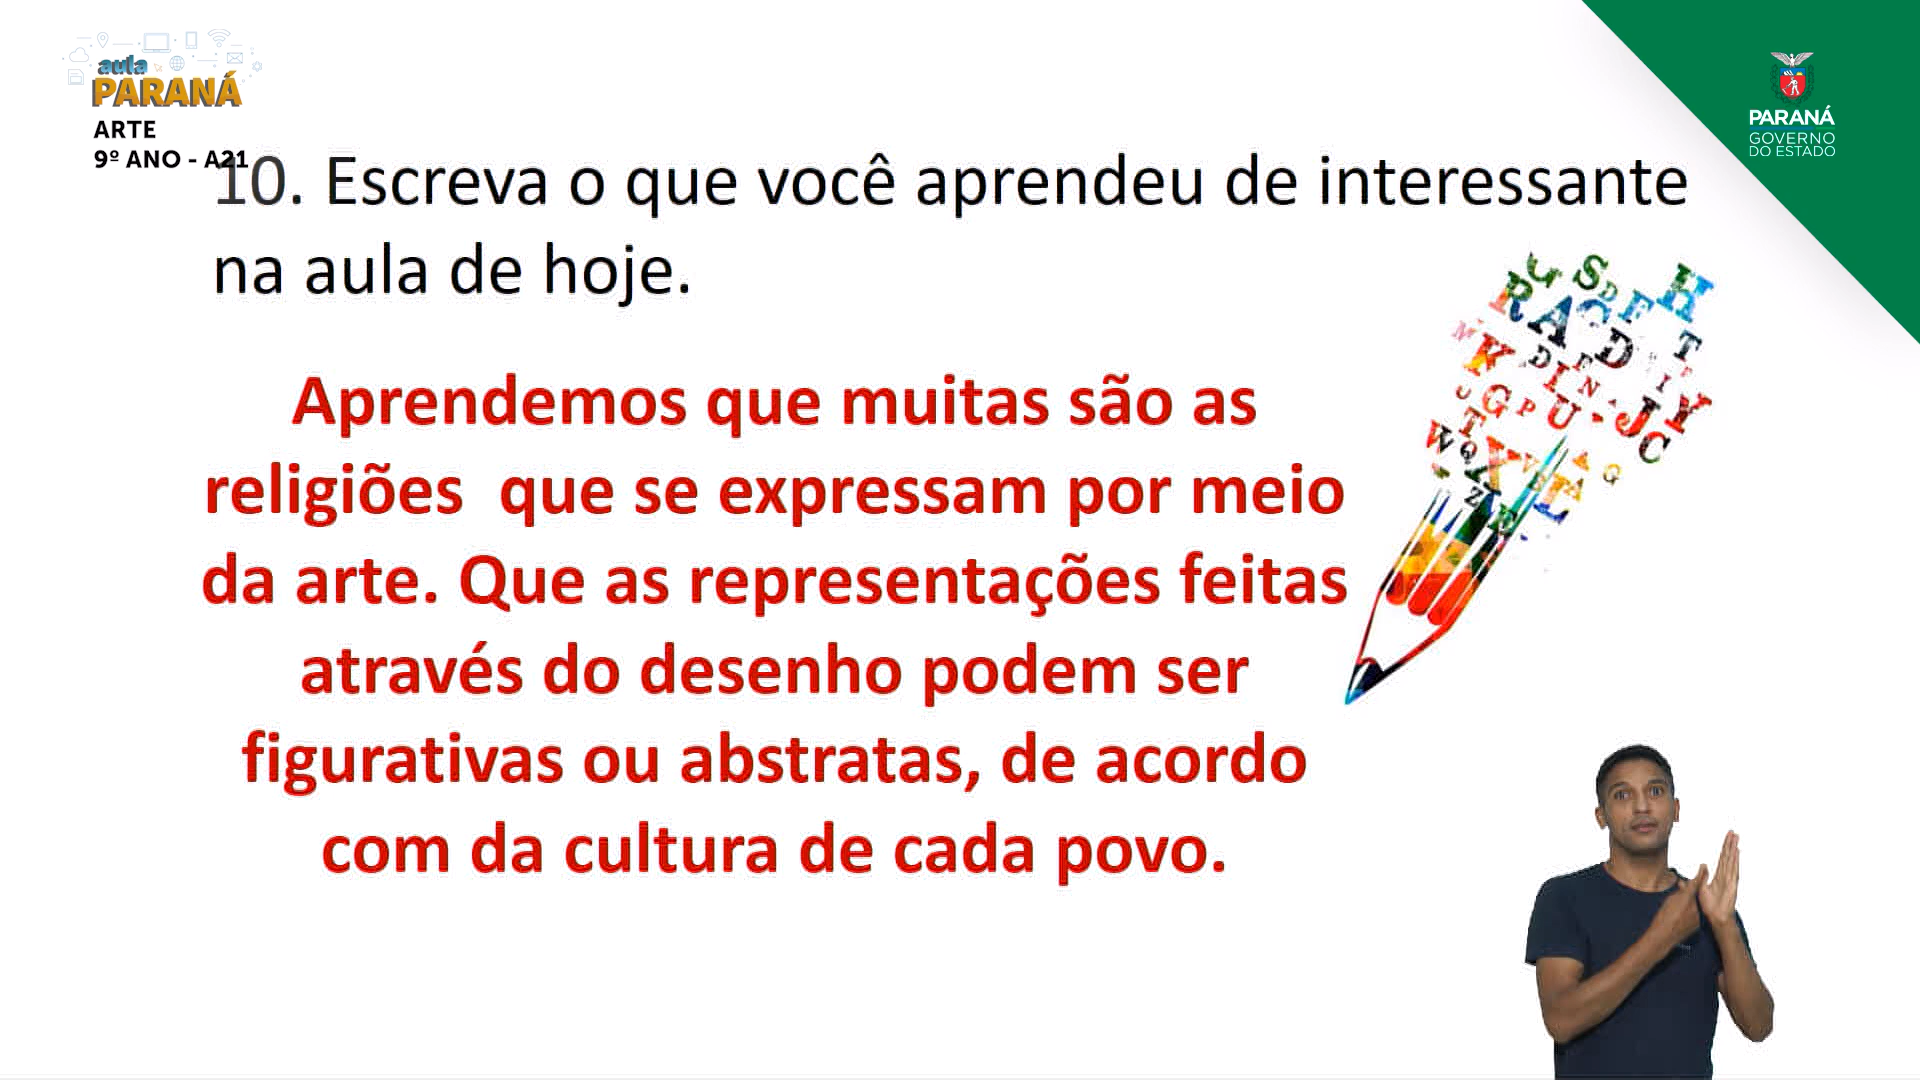 aula
PARANÁ
ARTE
9º ANO - A21
PARANÁ
GOVERNO
DO ESTADO
10. Escreva o que você aprendeu de interessante
na aula de hoje.
Aprendemos que muitas são as
religiões que se expressam por meio
da arte. Que as representações feitas
através do desenho podem ser
figurativas ou abstratas, de acordo
com da cultura de cada povo.